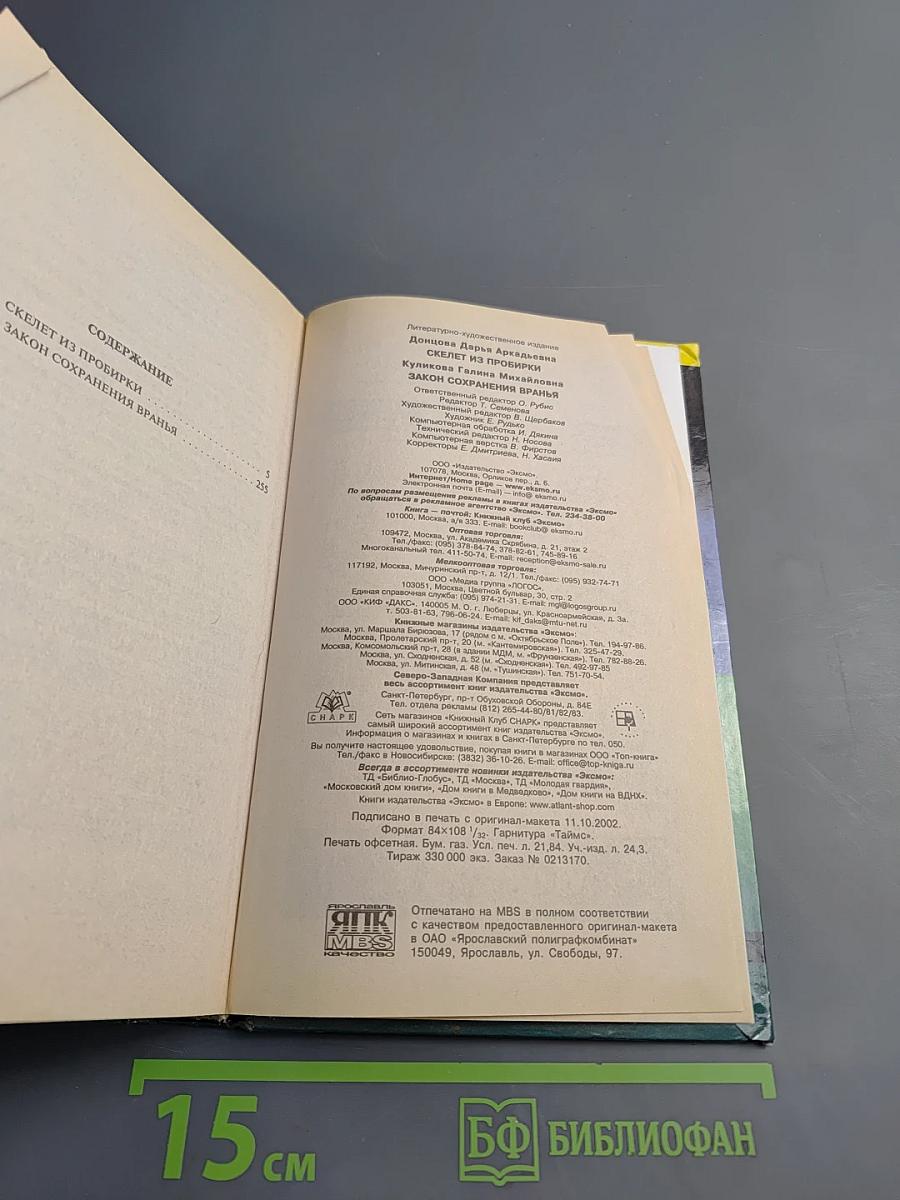 СОДЕРЖАНИЕ
СКЕЛЕТ ИЗ ПРОБИРКИ . . . . . . . . . . . 5
ЗАКОН СОХРАНЕНИЯ ВРАНЬЯ . . . . . . . . 255
Литературно-художественное издание
Донцова Дарья Аркадьевна
СКЕЛЕТ ИЗ ПРОБИРКИ
Куликова Галина Михайловна
ЗАКОН СОХРАНЕНИЯ ВРАНЬЯ
Ответственный редактор О. Рубис
Редактор Т. Семенова
Художественный редактор В. Щербаков
Художник Е. Рудько
Компьютерная обработка И. Дякина
Технический редактор Н. Носова
Компьютерная верстка В. Фирстов
Корректоры Е. Дмитриева, Н. Хасаия
ООО «Издательство «Эксмо».
107078, Москва, Орликов пер., д. 6.
Интернет/Home page — www.eksmo.ru
Электронная почта (E-mail) — info@ eksmo.ru
По вопросам размещения рекламы в книгах издательства «Эксмо»
обращаться в рекламное агентство «Эксмо». Тел. 234-38-00
Книга — почтой: Книжный клуб «Эксмо»
101000, Москва, а/я 333. E-mail: bookclub@ eksmo.ru
Оптовая торговля:
109472, Москва, ул. Академика Скрябина, д. 21, этаж 2
Тел./факс: (095) 378-84-74, 378-82-61, 745-89-16
Многоканальный тел. 411-50-74. E-mail: reception@eksmo-sale.ru
Мелкооптовая торговля:
117192, Москва, Мичуринский пр-т, д. 12/1. Тел./факс: (095) 932-74-71
ООО «Медиа группа «ЛОГОС».
103051, Москва, Цветной бульвар, 30, стр. 2
Единая справочная служба: (095) 974-21-31. E-mail: mgl@logosgroup.ru
ООО «КИФ «ДАКС». 140005 М. О. г. Люберцы, ул. Красноармейская, д. 3а.
т. 503-81-63, 796-06-24. E-mail: kif_daks@mtu-net.ru
Книжные магазины издательства «Эксмо»:
Москва, ул. Маршала Бирюзова, 17 (рядом с м. «Октябрьское Поле»). Тел. 194-97-86.
Москва, Пролетарский пр-т, 20 (м. «Кантемировская»). Тел. 325-47-29.
Москва, Комсомольский пр-т, 28 (в здании МДМ, м. «Фрунзенская»). Тел. 782-88-26.
Москва, ул. Сходненская, д. 52 (м. «Сходненская»). Тел. 492-97-85
Москва, ул. Митинская, д. 48 (м. «Тушинская»). Тел. 751-70-54.
Северо-Западная Компания представляет
весь ассортимент книг издательства «Эксмо».
Санкт-Петербург, пр-т Обуховской Обороны, д. 84Е
Тел. отдела рекламы (812) 265-44-80/81/82/83.
СНАРК
Сеть магазинов «Книжный Клуб СНАРК» представляет
самый широкий ассортимент книг издательства «Эксмо».
Информация о магазинах и книгах в Санкт-Петербурге по тел. 050.
Вы получите настоящее удовольствие, покупая книги в магазинах ООО «Топ-книга»
Тел./факс в Новосибирске: (3832) 36-10-26. E-mail: office@top-kniga.ru
Всегда в ассортименте новинки издательства «Эксмо»:
ТД «Библио-Глобус», ТД «Москва», ТД «Молодая гвардия»,
«Московский дом книги», «Дом книги в Медведково», «Дом книги на ВДНХ».
Книги издательства «Эксмо» в Европе: www.atlant-shop.com
Подписано в печать с оригинал-макета 11.10.2002.
Формат 84×108 1/32. Гарнитура «Таймс».
Печать офсетная. Бум. газ. Усл. печ. л. 21,84. Уч.-изд. л. 24,3.
Тираж 330 000 экз. Заказ № 0213170.
ЯРОСЛАВЛЬ
ЯПК
MBS
КАЧЕСТВО
Отпечатано на MBS в полном соответствии
с качеством предоставленного оригинал-макета
в ОАО «Ярославский полиграфкомбинат»
150049, Ярославль, ул. Свободы, 97.
15 см
БФ БИБЛИОФАН